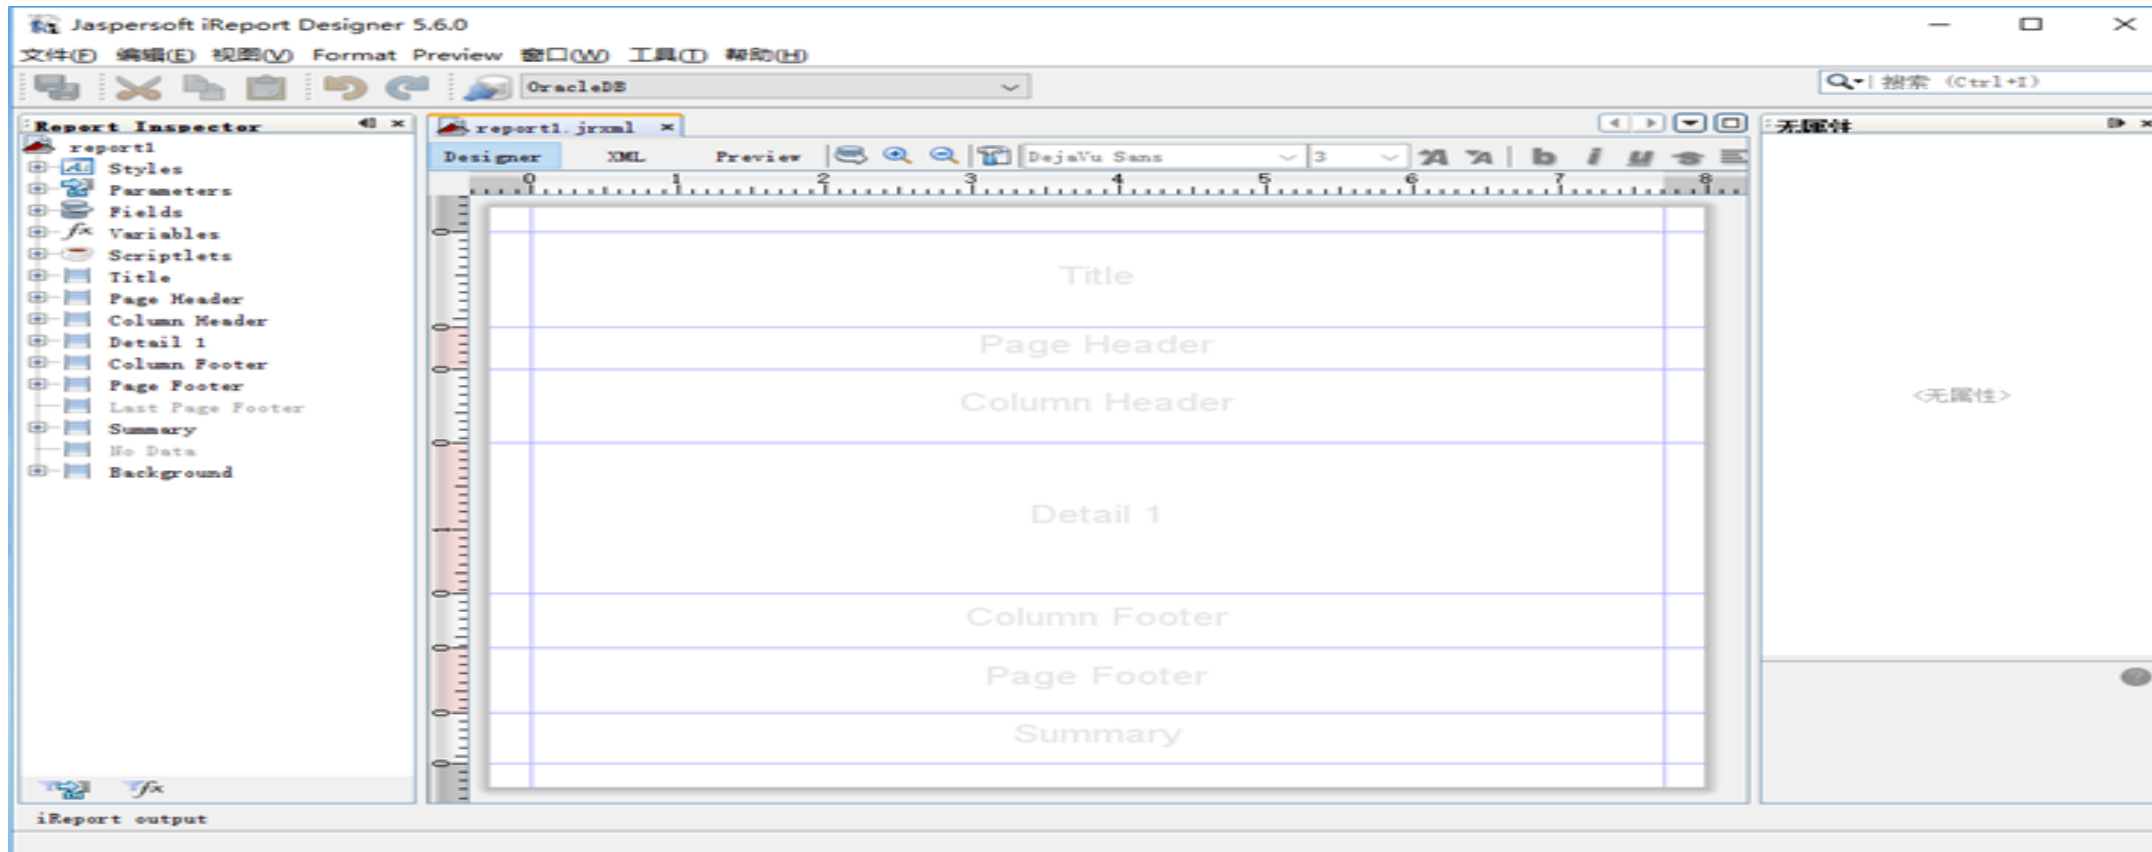 Jaspersoft iReport Designer 5.6.0
文件(F) 编辑(E) 视图(V) Format Preview 窗口(W) 工具(T) 帮助(H)
OracleDB
搜索 (Ctrl+I)
Report Inspector
report1
Styles
Parameters
Fields
Variables
Scriptlets
Title
Page Header
Column Header
Detail 1
Column Footer
Page Footer
Last Page Footer
Summary
No Data
Background
report1.jrxml
Designer XML Preview DejaVu Sans 3 A A b i u S
0 1 2 3 4 5 6 7 8
Title
Page Header
Column Header
Detail 1
Column Footer
Page Footer
Summary
无属性
<无属性>
fx
iReport output